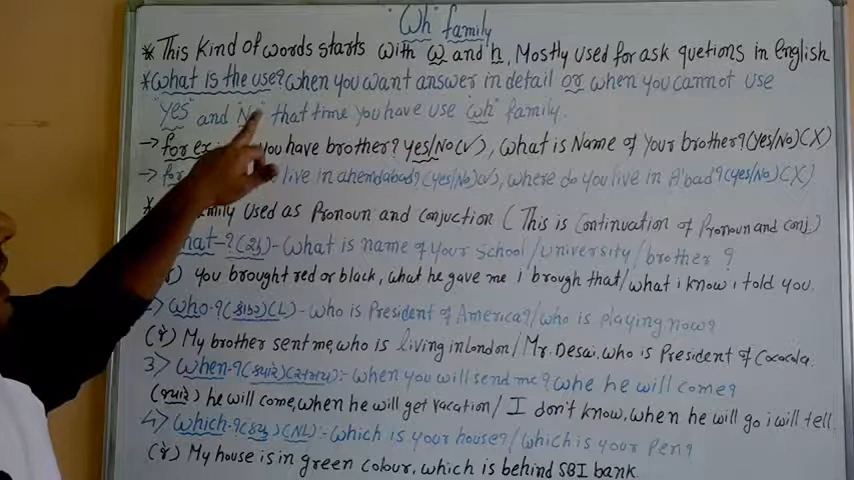 "Wh" family
* This kind of words starts with w and h, Mostly used for ask quetions in english
* what is the use? when you want answer in detail or when you cannot use
"yes" and "No" that time you have use "wh" family.
→ for ex you have brother? yes/No(✓), what is Name of your brother? (yes/No)(X)
→ live in ahemdabad? (yes/No)(✓), where do you live in A'bad? (yes/No)(X)
* family used as Pronoun and conjuction (This is continuation of Pronoun and conj.)
what-?(શું)-what is name of your school/university/brother?
you brought red or black, what he gave me i brough that/what i know i told you.
who-?(કોણ)(L)-who is President of America?/who is playing now?
(જે) My brother sent me, who is living in london/Mr. Desai, who is President of Cocacola.
3> when-?(ક્યારે)(સમય):-when you will send me? whe he will come?
(જ્યારે) he will come, when he will get vacation/I don't know, when he will go i will tell.
4> which-?(કયું)(NL):-which is your house?/which is your Pen?
(જે) My house is in green colour, which is behind SBI bank.